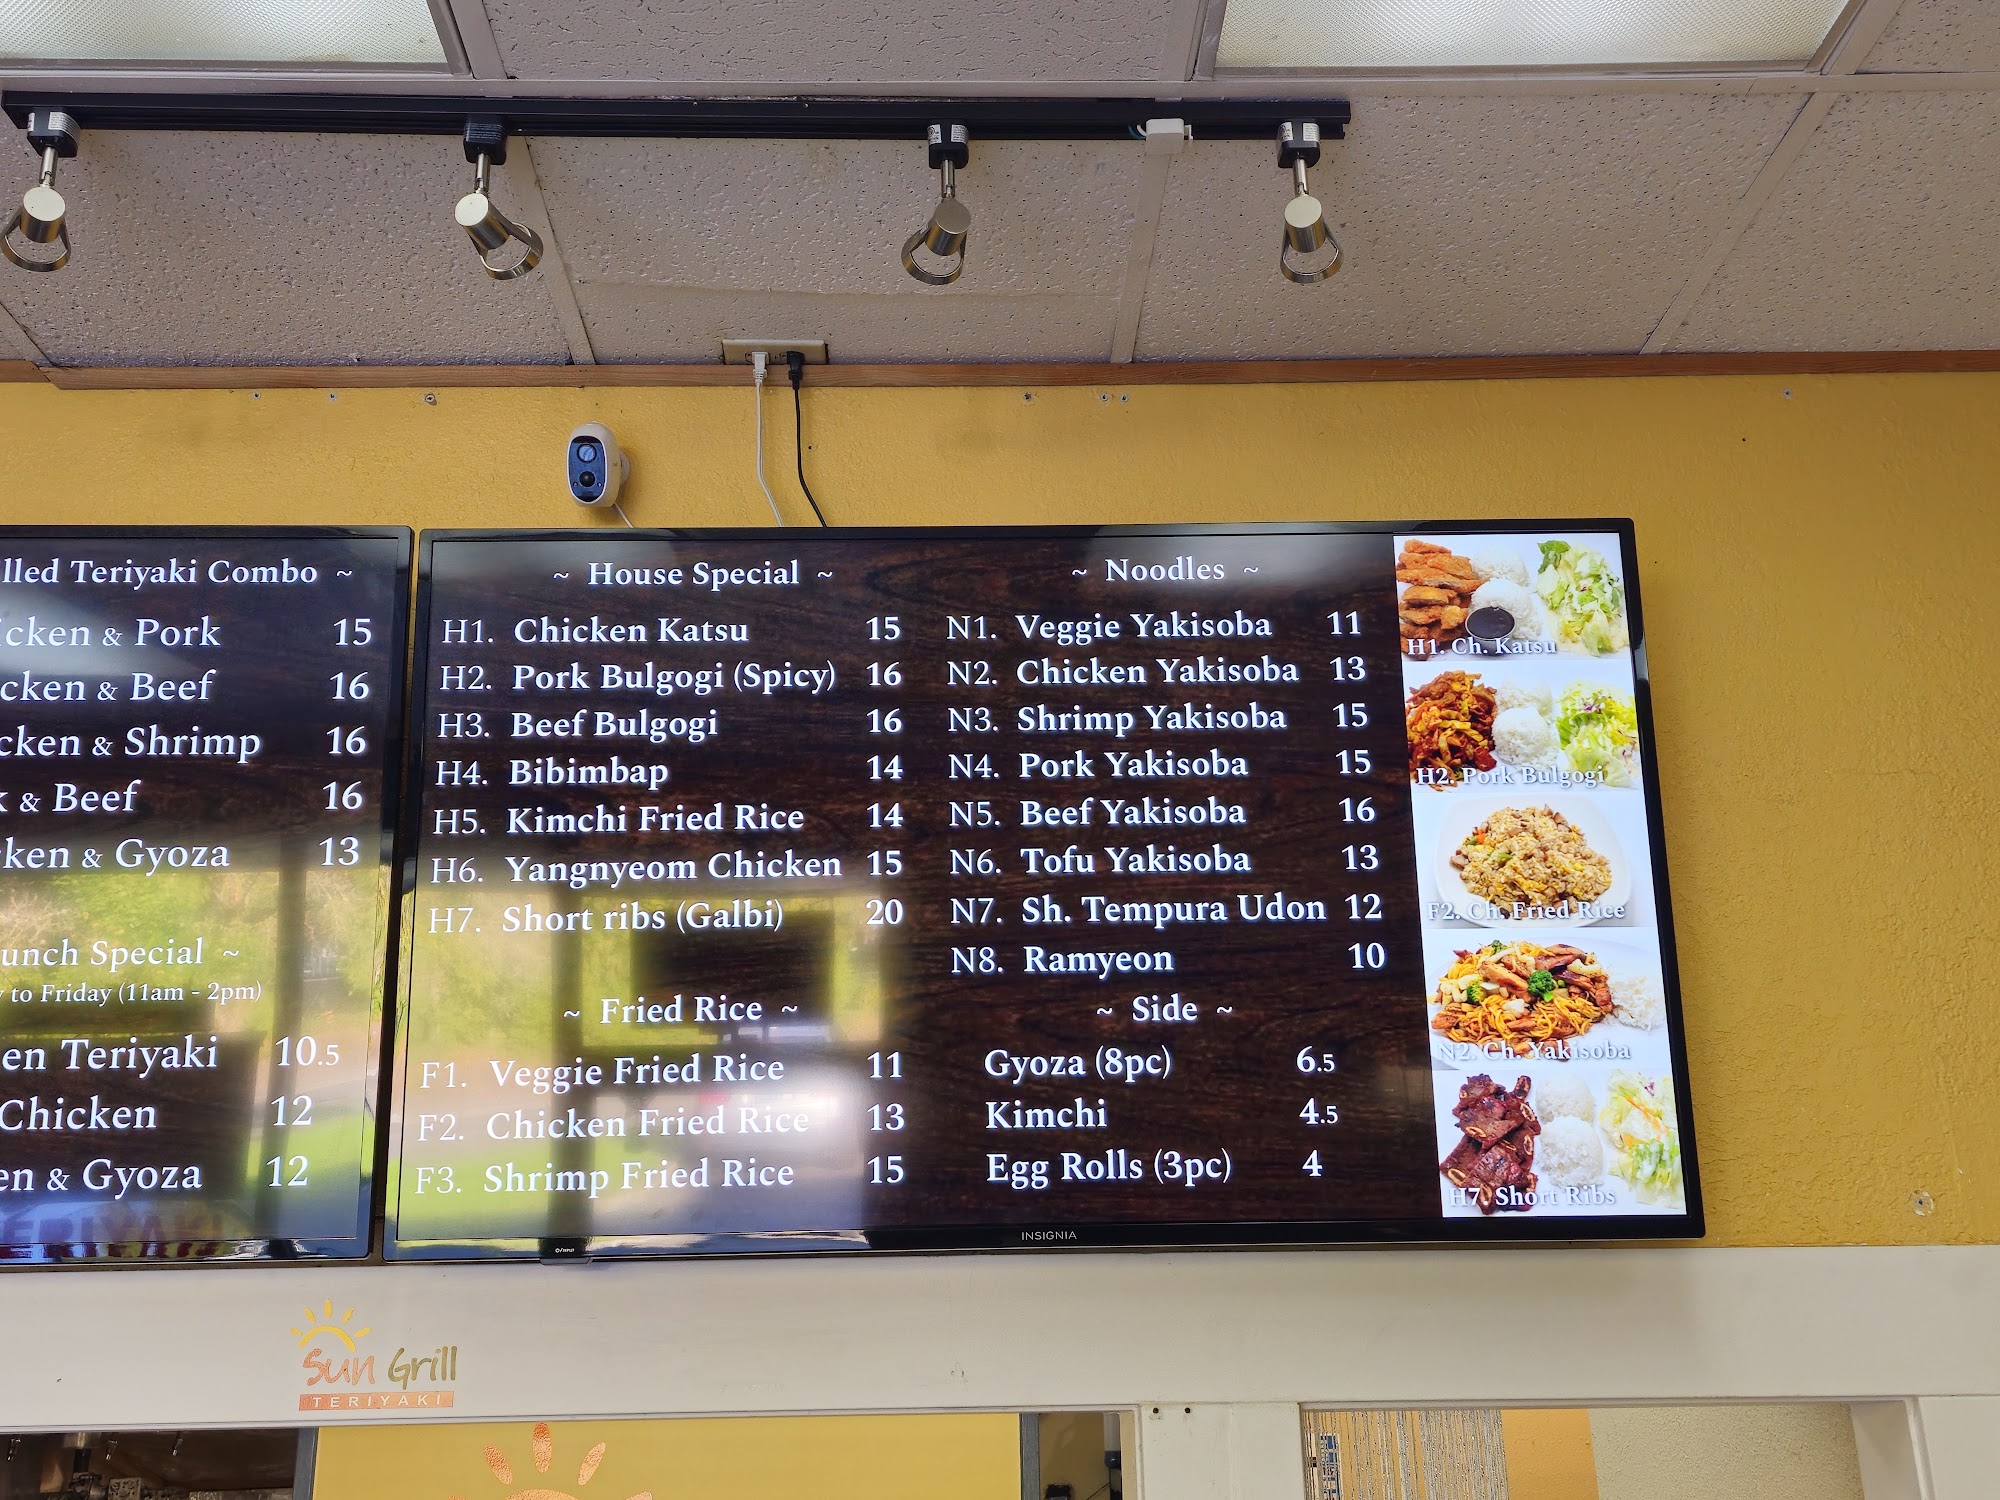 lled Teriyaki Combo ~
cken & Pork 15
cken & Beef 16
cken & Shrimp 16
k & Beef 16
ken & Gyoza 13
unch Special ~
y to Friday (11am - 2pm)
en Teriyaki 10.5
Chicken 12
en & Gyoza 12
~ House Special ~
H1. Chicken Katsu 15
H2. Pork Bulgogi (Spicy) 16
H3. Beef Bulgogi 16
H4. Bibimbap 14
H5. Kimchi Fried Rice 14
H6. Yangnyeom Chicken 15
H7. Short ribs (Galbi) 20
~ Fried Rice ~
F1. Veggie Fried Rice 11
F2. Chicken Fried Rice 13
F3. Shrimp Fried Rice 15
~ Noodles ~
N1. Veggie Yakisoba 11
N2. Chicken Yakisoba 13
N3. Shrimp Yakisoba 15
N4. Pork Yakisoba 15
N5. Beef Yakisoba 16
N6. Tofu Yakisoba 13
N7. Sh. Tempura Udon 12
N8. Ramyeon 10
~ Side ~
Gyoza (8pc) 6.5
Kimchi 4.5
Egg Rolls (3pc) 4
H1. Ch. Katsu
H2. Pork Bulgogi
F2. Ch. Fried Rice
N2. Ch. Yakisoba
H7. Short Ribs
INSIGNIA
Sun Grill
TERIYAKI